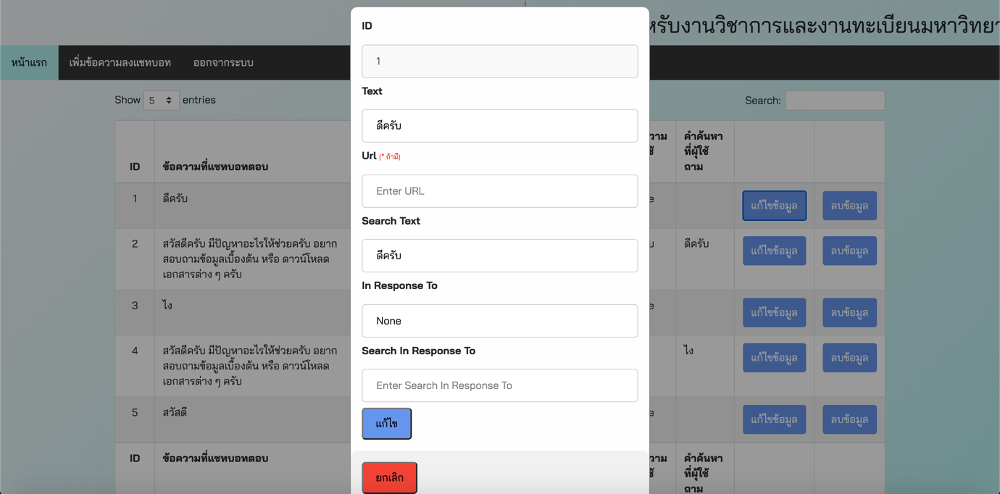 ID
1
Text
ดีครับ
Url (* ถ้ามี)
Enter URL
Search Text
ดีครับ
In Response To
None
Search In Response To
Enter Search In Response To
แก้ไข
ยกเลิก
หรับงานวิชาการและงานทะเบียนมหาวิทยา
หน้าแรก เพิ่มข้อความลงแชทบอท ออกจากระบบ
Show 5 entries Search:
ID ข้อความที่แชทบอทตอบ คำค้นหา
ที่ผู้ใช้
ถาม
1 ดีครับ แก้ไขข้อมูล ลบข้อมูล
2 สวัสดีครับ มีปัญหาอะไรให้ช่วยครับ อยาก ดีครับ แก้ไขข้อมูล ลบข้อมูล
สอบถามข้อมูลเบื้องต้น หรือ ดาวน์โหลด
เอกสารต่าง ๆ ครับ
3 ไง แก้ไขข้อมูล ลบข้อมูล
4 สวัสดีครับ มีปัญหาอะไรให้ช่วยครับ อยาก ไง แก้ไขข้อมูล ลบข้อมูล
สอบถามข้อมูลเบื้องต้น หรือ ดาวน์โหลด
เอกสารต่าง ๆ ครับ
5 สวัสดี แก้ไขข้อมูล ลบข้อมูล
ID ข้อความที่แชทบอทตอบ คำค้นหา
ที่ผู้ใช้
ถาม